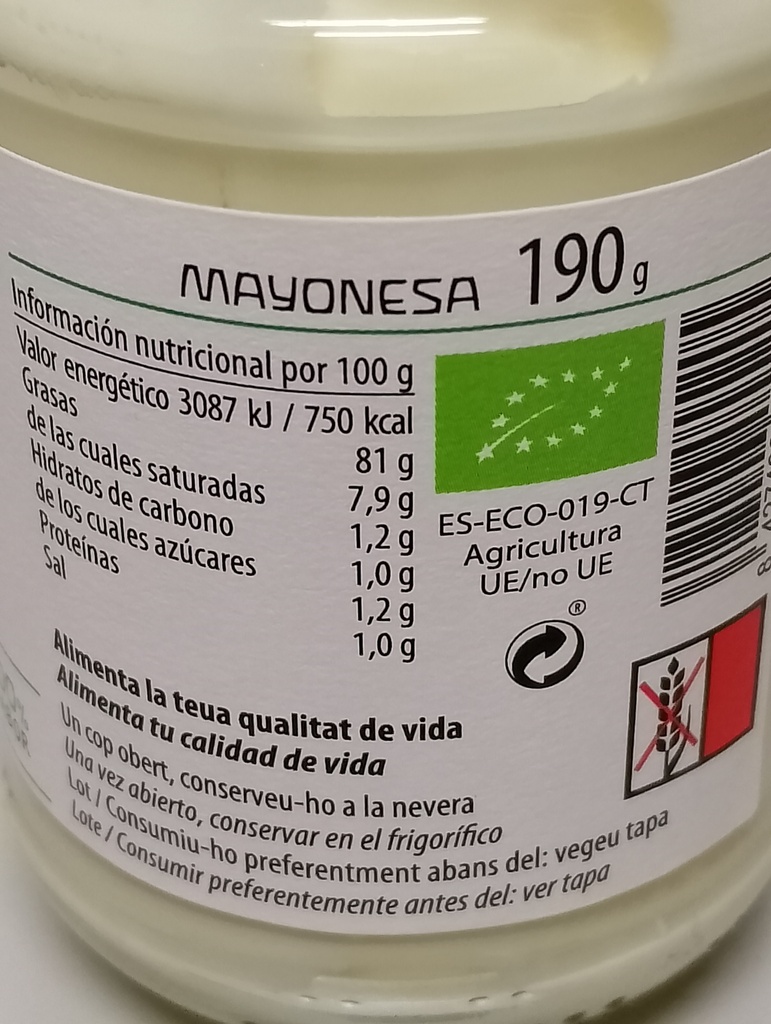 MAYONESA 190 g
Información nutricional por 100 g
Valor energético 3087 kJ / 750 kcal
Grasas 81 g
de las cuales saturadas 7,9 g
Hidratos de carbono 1,2 g
de los cuales azúcares 1,0 g
Proteínas 1,2 g
Sal 1,0 g
ES-ECO-019-CT
Agricultura
UE/no UE
®
Alimenta la teua qualitat de vida
Alimenta tu calidad de vida
Un cop obert, conserveu-ho a la nevera
Una vez abierto, conservar en el frigorífico
Lot / Consumiu-ho preferentment abans del: vegeu tapa
Lote / Consumir preferentemente antes del: ver tapa